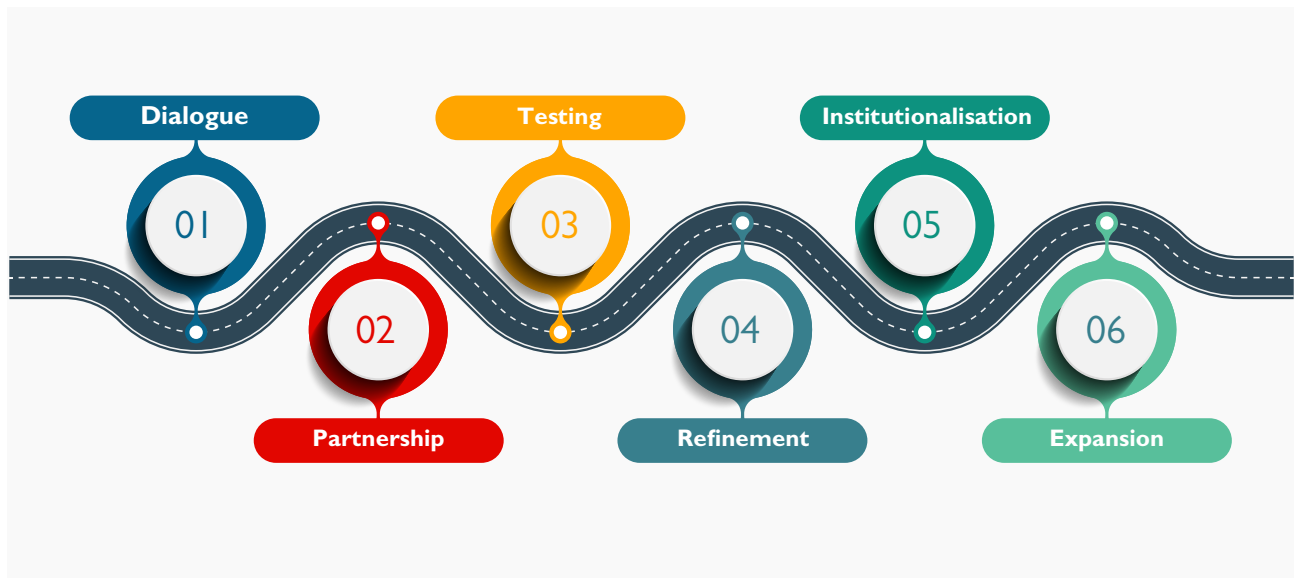 Dialogue
01
02
Partnership
Testing
03
04
Refinement
Institutionalisation
05
06
Expansion